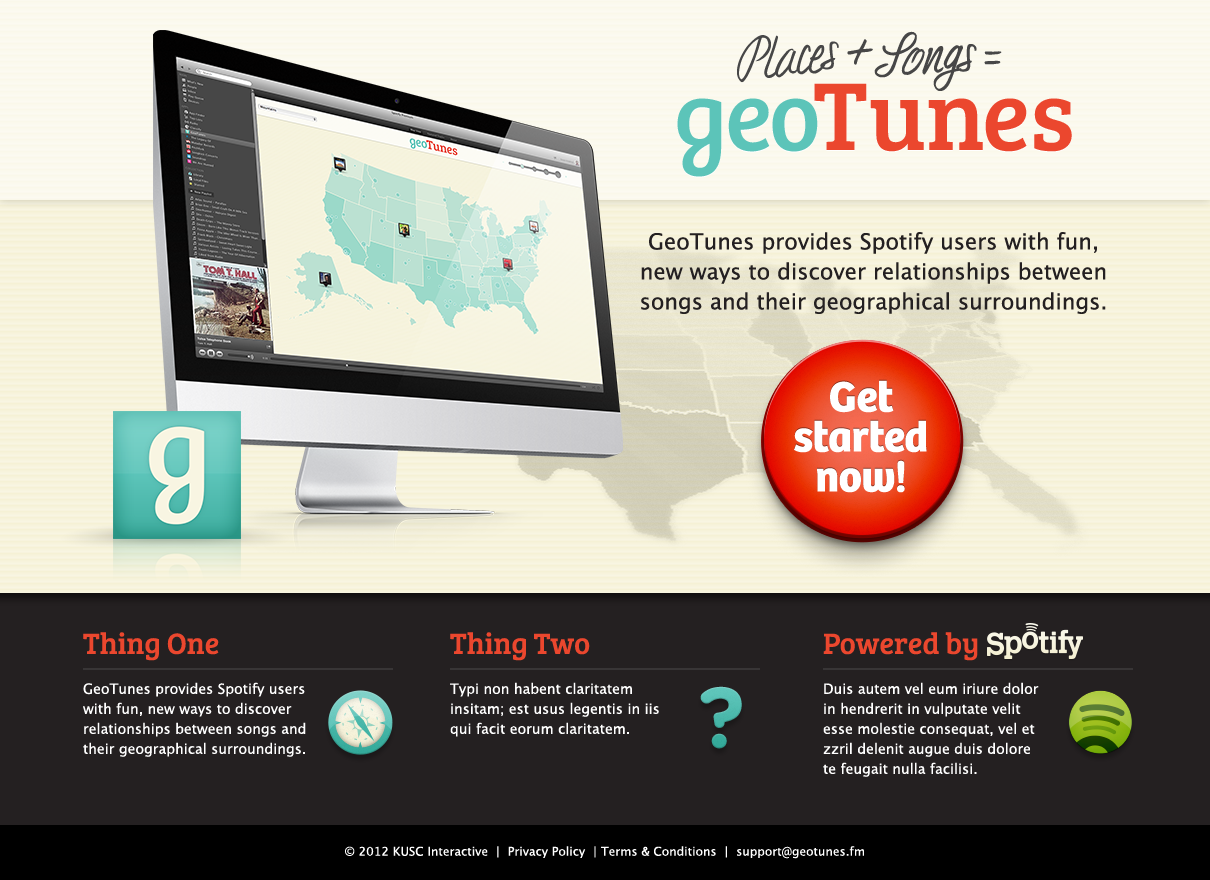 Places + Songs =
geoTunes
geoTunes
TOM T. HALL
GeoTunes provides Spotify users with fun,
new ways to discover relationships between
songs and their geographical surroundings.
Get
started
now!
g
Thing One
GeoTunes provides Spotify users
with fun, new ways to discover
relationships between songs and
their geographical surroundings.
Thing Two
Typi non habent claritatem
insitam; est usus legentis in iis
qui facit eorum claritatem.
?
Powered by Spotify
Duis autem vel eum iriure dolor
in hendrerit in vulputate velit
esse molestie consequat, vel et
zzril delenit augue duis dolore
te feugait nulla facilisi.
© 2012 KUSC Interactive | Privacy Policy | Terms & Conditions | support@geotunes.fm